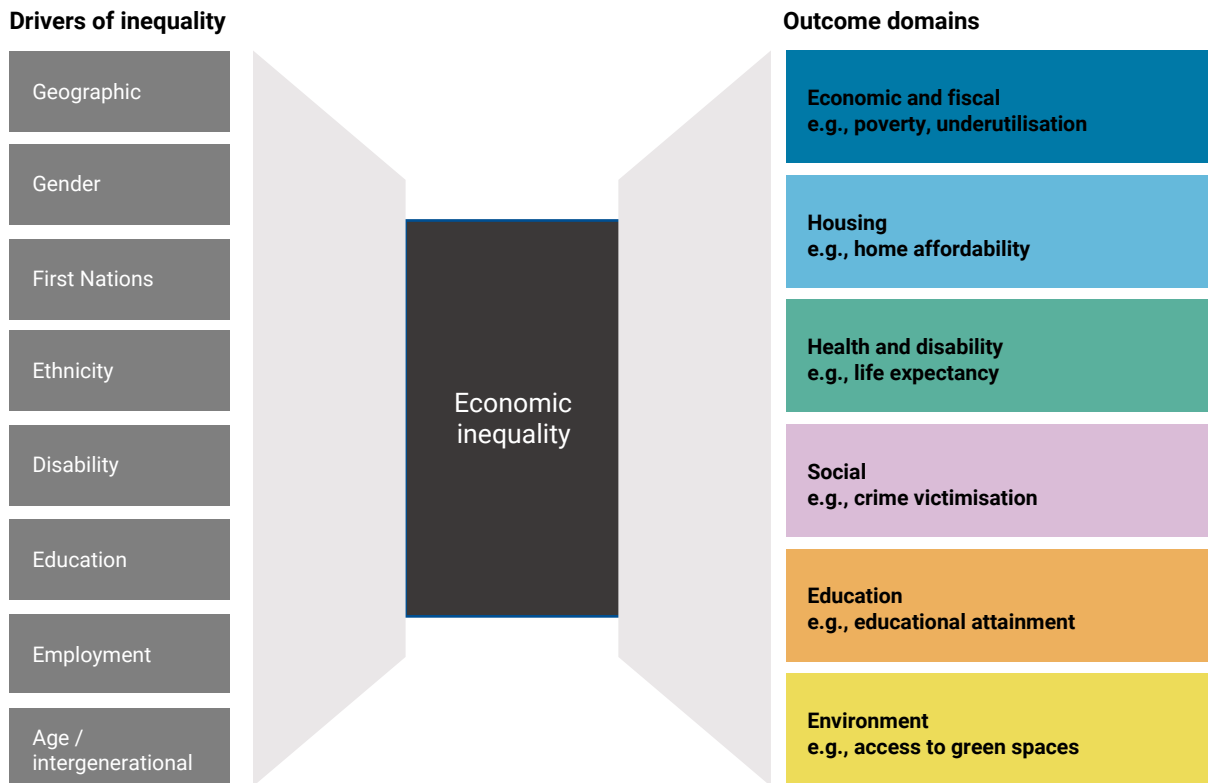 Drivers of inequality
Geographic
Gender
First Nations
Ethnicity
Disability
Education
Employment
Age /
intergenerational
Economic
inequality
Outcome domains
Economic and fiscal
e.g., poverty, underutilisation
Housing
e.g., home affordability
Health and disability
e.g., life expectancy
Social
e.g., crime victimisation
Education
e.g., educational attainment
Environment
e.g., access to green spaces